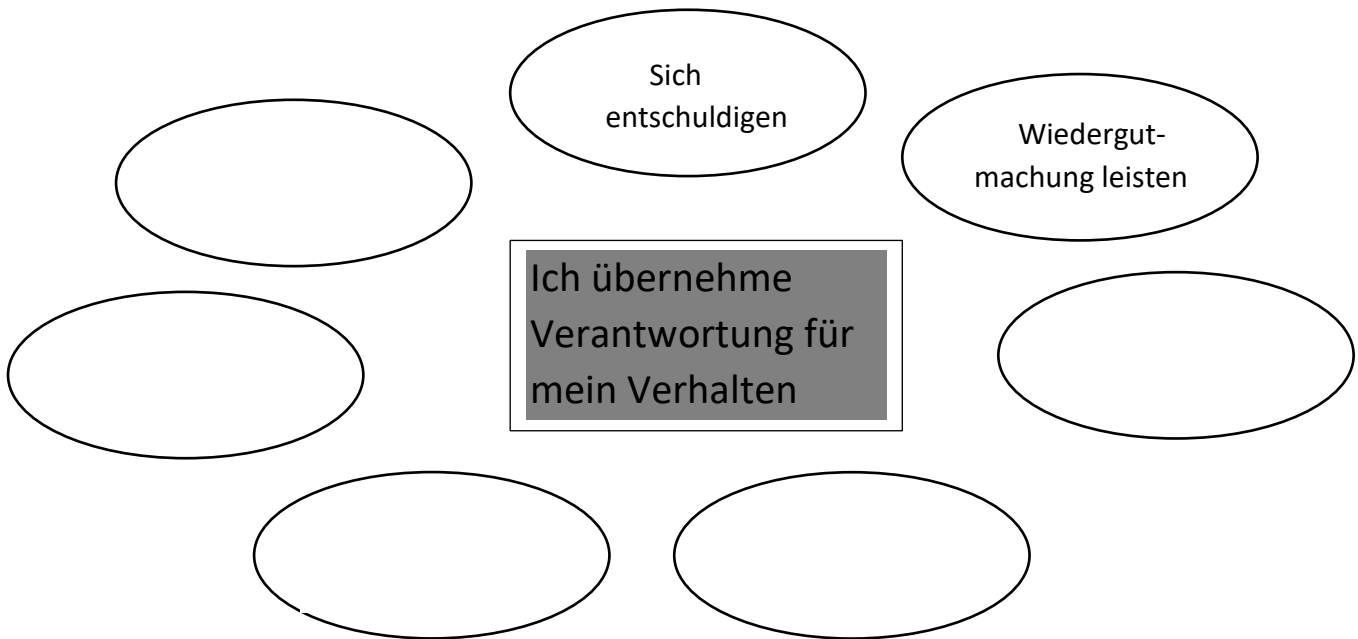 Sich
entschuldigen
Wiedergut-
machung leisten
Ich übernehme
Verantwortung für
mein Verhalten